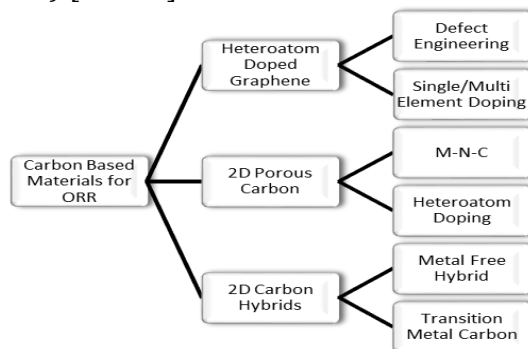 Heteroatom
Doped
Graphene
Defect
Engineering
Single/Multi
Element Doping
Carbon Based
Materials for
ORR
2D Porous
Carbon
M-N-C
Heteroatom
Doping
2D Carbon
Hybrids
Metal Free
Hybrid
Transition
Metal Carbon